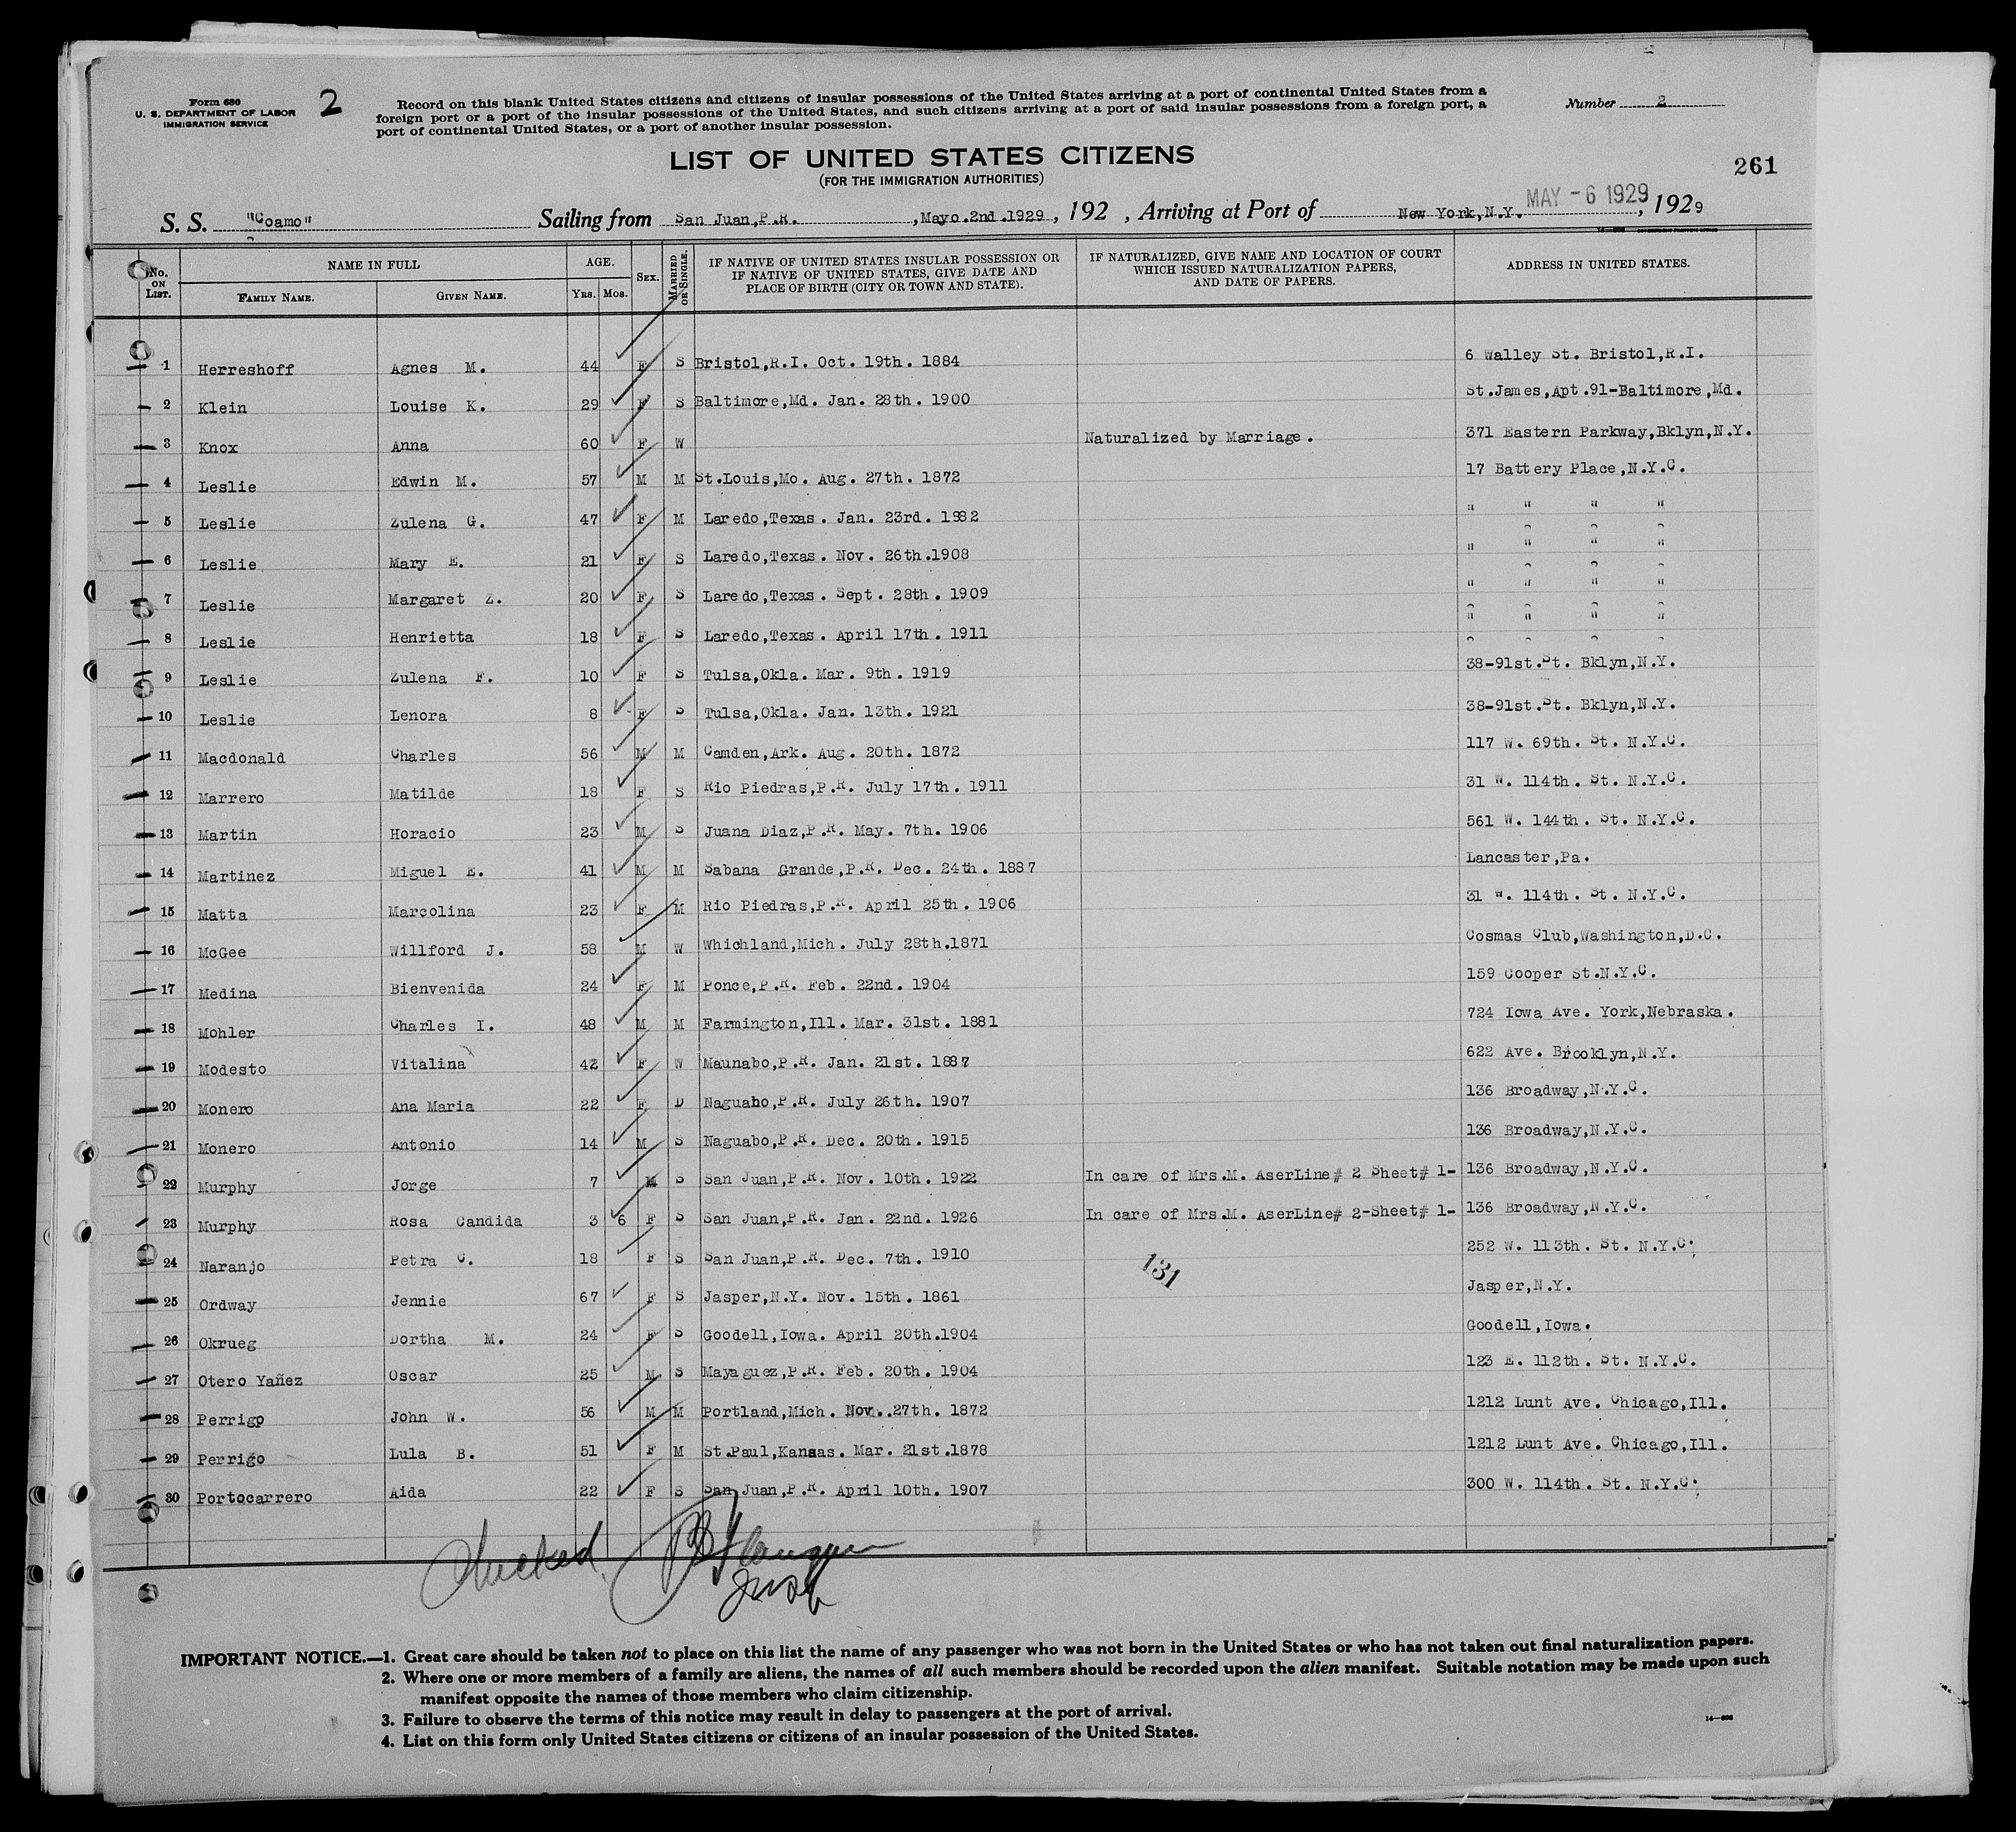 Form 630
U. S. DEPARTMENT OF LABOR
IMMIGRATION SERVICE
2
Record on this blank United States citizens and citizens of insular possessions of the United States arriving at a port of continental United States from a
foreign port or a port of the insular possessions of the United States, and such citizens arriving at a port of said insular possessions from a foreign port, a
port of continental United States, or a port of another insular possession.
Number 2
LIST OF UNITED STATES CITIZENS
(FOR THE IMMIGRATION AUTHORITIES)
261
S. S. "Coamo" Sailing from San Juan,P.R. ,Mayo.2nd.1929, 192 , Arriving at Port of New York,N.Y. MAY -6 1929, 1929
No. ON LIST. NAME IN FULL FAMILY NAME. GIVEN NAME. AGE. YRS. MOS. SEX. MARRIED OR SINGLE. IF NATIVE OF UNITED STATES INSULAR POSSESSION OR IF NATIVE OF UNITED STATES, GIVE DATE AND PLACE OF BIRTH (CITY OR TOWN AND STATE). IF NATURALIZED, GIVE NAME AND LOCATION OF COURT WHICH ISSUED NATURALIZATION PAPERS, AND DATE OF PAPERS. ADDRESS IN UNITED STATES.
1 Herreshoff Agnes M. 44 F S Bristol,R.I. Oct. 19th. 1884 6 Walley St. Bristol,R.I.
2 Klein Louise K. 29 F S Baltimore,Md. Jan. 28th. 1900 St.James,Apt.91-Baltimore,Md.
3 Knox Anna 60 F W Naturalized by Marriage. 371 Eastern Parkway,Bklyn,N.Y.
4 Leslie Edwin M. 57 M M St.Louis,Mo. Aug. 27th. 1872 17 Battery Place,N.Y.C.
5 Leslie Zulena G. 47 F M Laredo,Texas. Jan. 23rd. 1882 " " " "
6 Leslie Mary E. 21 F S Laredo,Texas. Nov. 26th.1908 " " " "
7 Leslie Margaret Z. 20 F S Laredo,Texas. Sept. 28th. 1909 " " " "
8 Leslie Henrietta 18 F S Laredo,Texas. April 17th. 1911 " " " "
9 Leslie Zulena F. 10 F S Tulsa,Okla. Mar. 9th. 1919 38-91st.St. Bklyn,N.Y.
10 Leslie Lenora 8 F S Tulsa,Okla. Jan. 13th. 1921 38-91st.St. Bklyn,N.Y.
11 Macdonald Charles 56 M M Camden,Ark. Aug. 20th. 1872 117 W. 69th. St. N.Y.C.
12 Marrero Matilde 18 F S Rio Piedras,P.R. July 17th. 1911 31 W. 114th. St. N.Y.C.
13 Martin Horacio 23 M S Juana Diaz,P.R. May. 7th. 1906 561 W. 144th. St. N.Y.C.
14 Martinez Miguel E. 41 M M Sabana Grande,P.R. Dec. 24th. 1887 Lancaster,Pa.
15 Matta Marcolina 23 F M Rio Piedras,P.R. April 25th. 1906 31 W. 114th. St. N.Y.C.
16 McGee Willford J. 58 M W Whichland,Mich. July 28th.1871 Cosmas Club,Washington,D.C.
17 Medina Bienvenida 24 F M Ponce,P.R. Feb. 22nd. 1904 159 Cooper St.N.Y.C.
18 Mohler Charles I. 48 M M Farmington,Ill. Mar. 31st. 1881 724 Iowa Ave. York,Nebraska.
19 Modesto Vitalina 42 F W Maunabo,P.R. Jan. 21st. 1887 622 Ave. Brooklyn,N.Y.
20 Monero Ana Maria 22 F D Naguabo,P.R. July 26th. 1907 136 Broadway,N.Y.C.
21 Monero Antonio 14 M S Naguabo,P.R. Dec. 20th. 1915 136 Broadway,N.Y.C.
22 Murphy Jorge 7 M S San Juan,P.R. Nov. 10th. 1922 In care of Mrs.M. AserLine# 2 Sheet# 1- 136 Broadway,N.Y.C.
23 Murphy Rosa Candida 3 6 F S San Juan,P.R. Jan. 22nd. 1926 In care of Mrs.M. AserLine# 2-Sheet# 1- 136 Broadway,N.Y.C.
24 Naranjo Petra C. 18 F S San Juan,P.R. Dec. 7th. 1910 252 W. 113th. St. N.Y.C.
131
25 Ordway Jennie 67 F S Jasper,N.Y. Nov. 15th. 1861 Jasper,N.Y.
26 Okrueg Dortha M. 24 F S Goodell,Iowa. April 20th.1904 Goodell,Iowa.
27 Otero Yañez Oscar 25 M S Mayaguez,P.R. Feb. 20th. 1904 123 E. 112th. St. N.Y.C.
28 Perrigo John W. 56 M M Portland,Mich. Nov..27th. 1872 1212 Lunt Ave. Chicago,Ill.
29 Perrigo Lula B. 51 F M St.Paul,Kansas. Mar. 21st.1878 1212 Lunt Ave. Chicago,Ill.
30 Portocarrero Aida 22 F S San Juan,P.R. April 10th. 1907 300 W. 114th. St. N.Y.C.
Checked
IMPORTANT NOTICE.—1. Great care should be taken not to place on this list the name of any passenger who was not born in the United States or who has not taken out final naturalization papers.
2. Where one or more members of a family are aliens, the names of all such members should be recorded upon the alien manifest. Suitable notation may be made upon such
manifest opposite the names of those members who claim citizenship.
3. Failure to observe the terms of this notice may result in delay to passengers at the port of arrival.
4. List on this form only United States citizens or citizens of an insular possession of the United States.